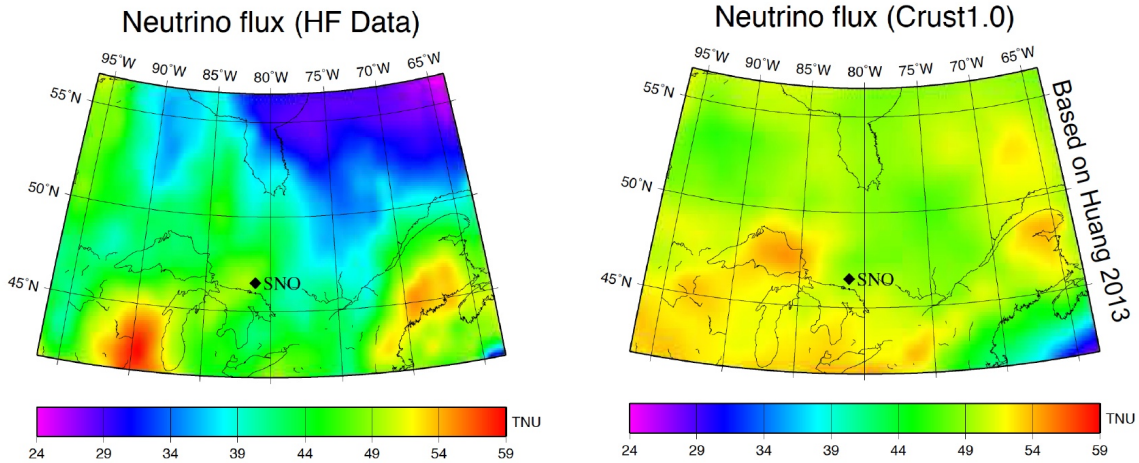 Neutrino flux (HF Data)
95˚W 90˚W 85˚W 80˚W 75˚W 70˚W 65˚W
55˚N
50˚N
45˚N
SNO
TNU
24 29 34 39 44 49 54 59
Neutrino flux (Crust1.0)
95˚W 90˚W 85˚W 80˚W 75˚W 70˚W 65˚W
55˚N
50˚N
45˚N
SNO
Based on Huang 2013
TNU
24 29 34 39 44 49 54 59